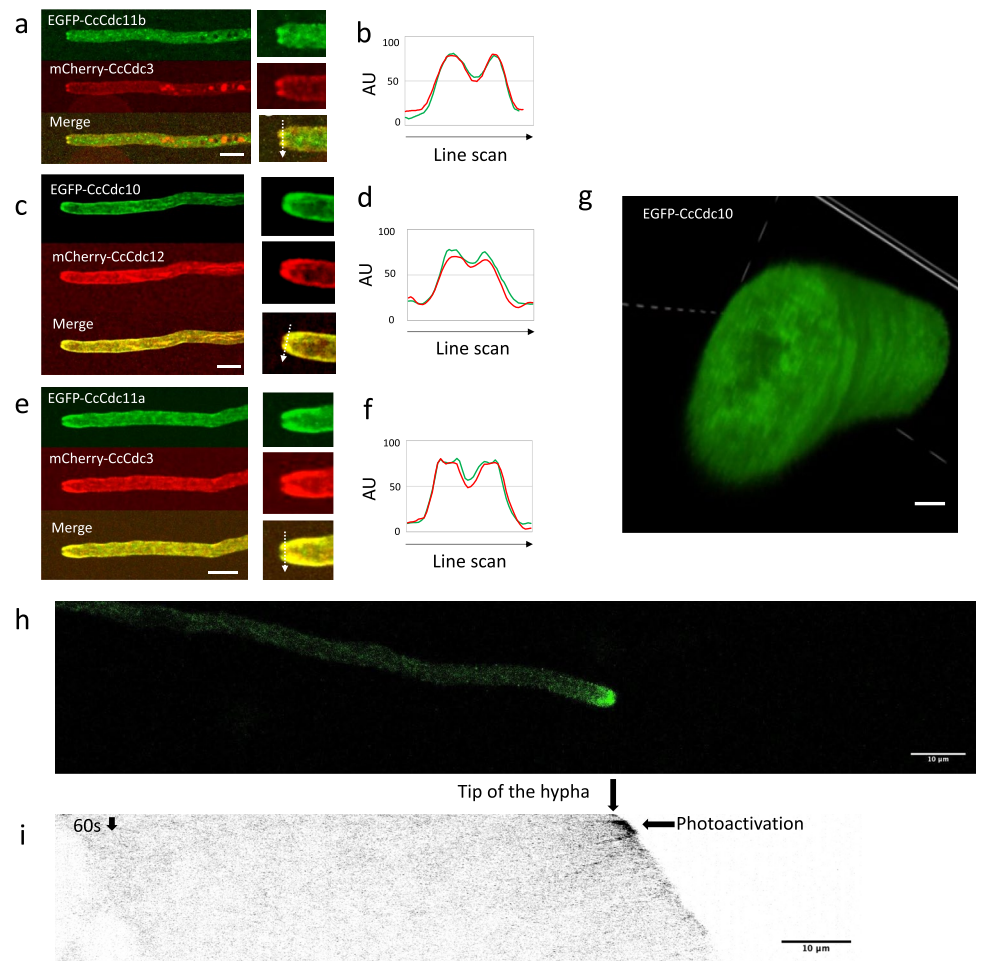 a
EGFP-CcCdc11b
mCherry-CcCdc3
Merge
b
100
50
0
AU
Line scan
c
EGFP-CcCdc10
mCherry-CcCdc12
Merge
d
100
50
0
AU
Line scan
e
EGFP-CcCdc11a
mCherry-CcCdc3
Merge
f
100
50
0
AU
Line scan
g
EGFP-CcCdc10
h
10 µm
Tip of the hypha
i
60s
Photoactivation
10 µm